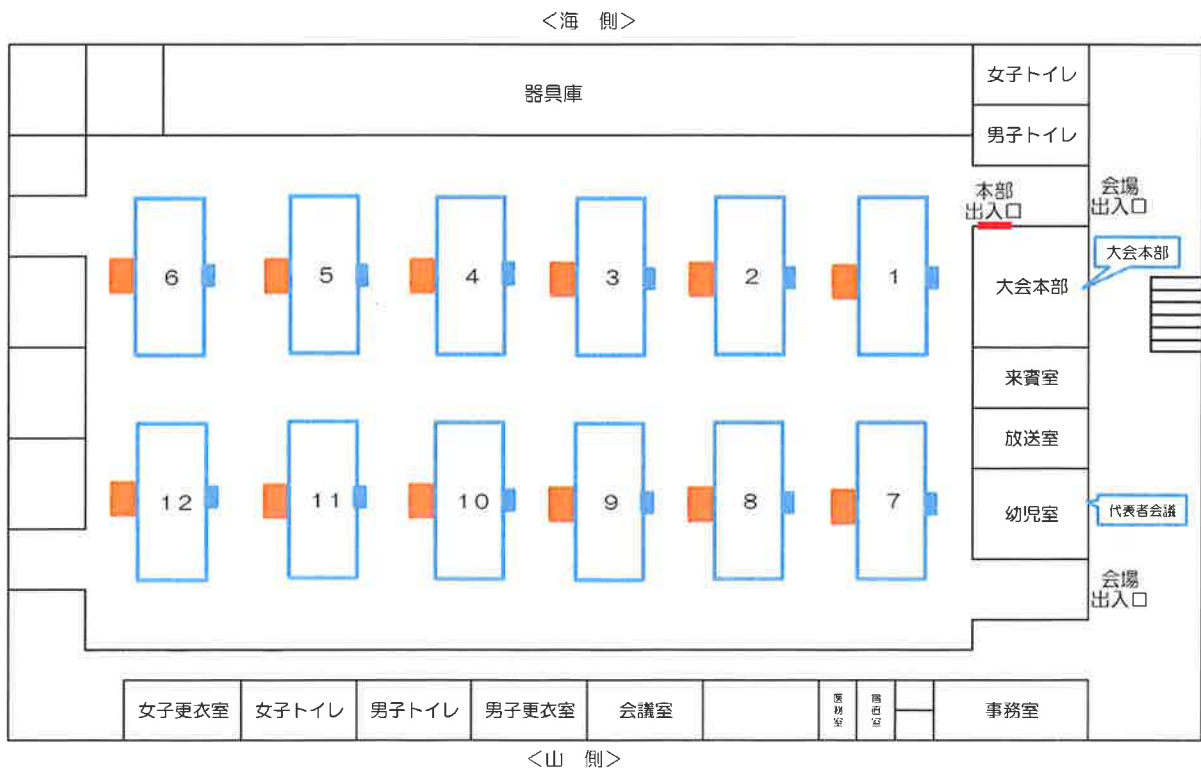 <海 側>
器具庫
女子トイレ
男子トイレ
本部
出入口
会場
出入口
大会本部
大会本部
6
5
4
3
2
1
来賓室
放送室
幼児室
代表者会議
12
11
10
9
8
7
会場
出入口
女子更衣室
女子トイレ
男子トイレ
男子更衣室
会議室
医務室
事務室
<山 側>